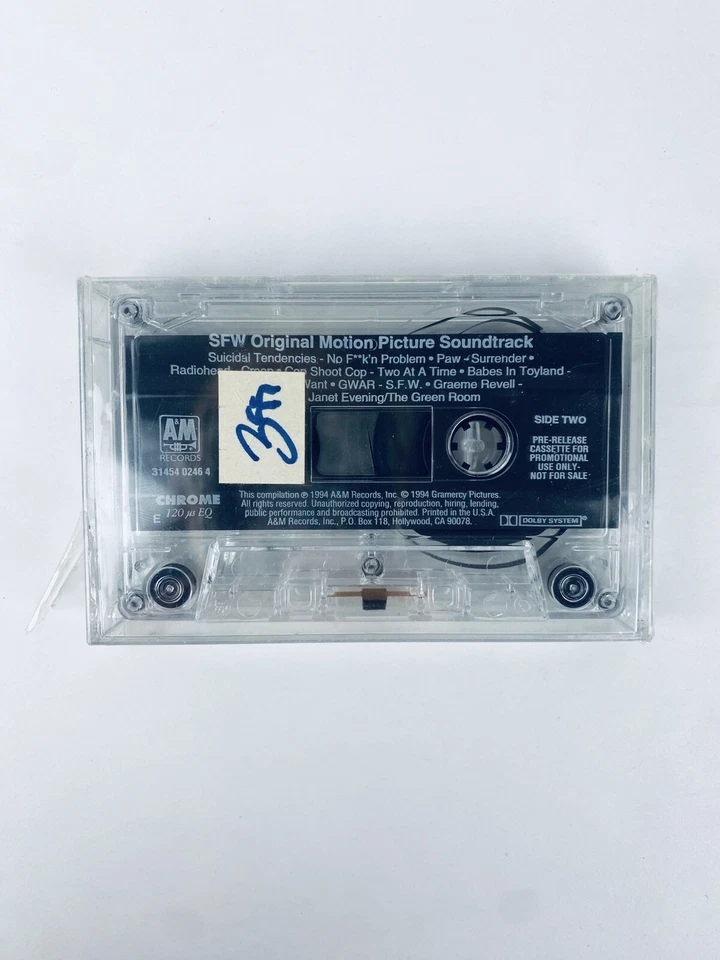 SFW Original Motion Picture Soundtrack
Suicidal Tendencies - No F**k'n Problem • Paw - Surrender •
Radiohead - Creep • Cop Shoot Cop - Two At A Time • Babes In Toyland -
Want • GWAR - S.F.W. • Graeme Revell -
Janet Evening/The Green Room
A&M
RECORDS
31454 0246 4
SIDE TWO
PRE-RELEASE
CASSETTE FOR
PROMOTIONAL
USE ONLY-
NOT FOR SALE
CHROME
E 120 µs EQ
This compilation ℗ 1994 A&M Records, Inc. © 1994 Gramercy Pictures.
All rights reserved. Unauthorized copying, reproduction, hiring, lending,
public performance and broadcasting prohibited. Printed in the U.S.A.
A&M Records, Inc., P.O. Box 118, Hollywood, CA 90078.
DOLBY SYSTEM®